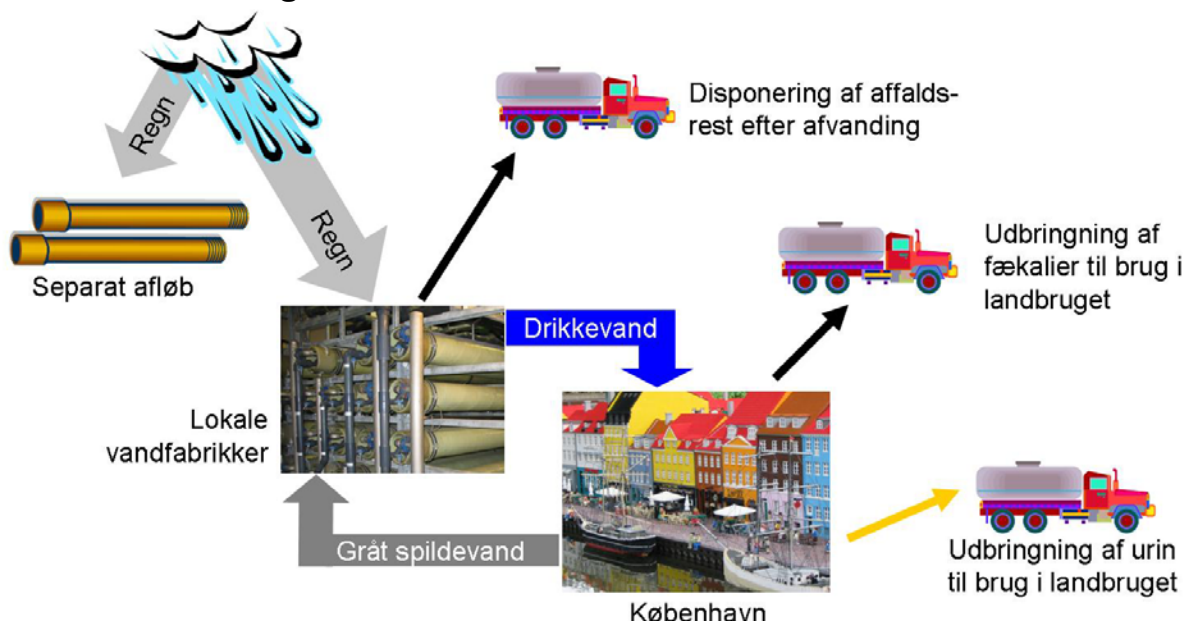 Regn
Regn
Separat afløb
Disponering af affalds-
rest efter afvanding
Udbringning af
fækalier til brug i
landbruget
Drikkevand
Lokale
vandfabrikker
Gråt spildevand
København
Udbringning af urin
til brug i landbruget